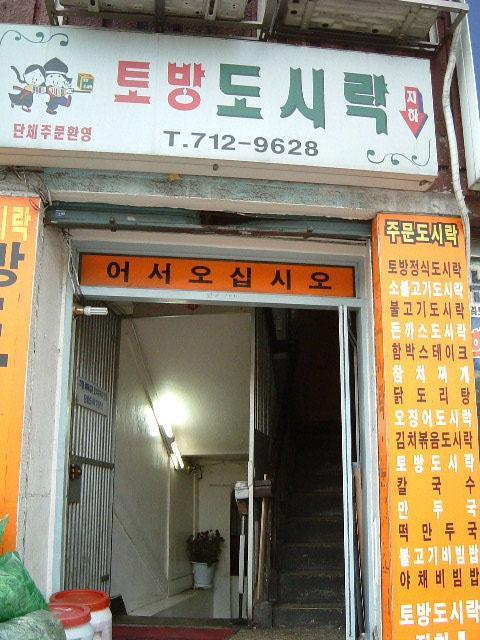 토방도시락
지하
단체주문환영
T.712-9628
어서오십시오
주문도시락
토방정식도시락
소불고기도시락
불고기도시락
돈까스도시락
함박스테이크
참치찌개
닭도리탕
오징어도시락
김치볶음도시락
토방도시락
칼국수
만두국
떡만두국
불고기비빔밥
야채비빔밥
토방도시락